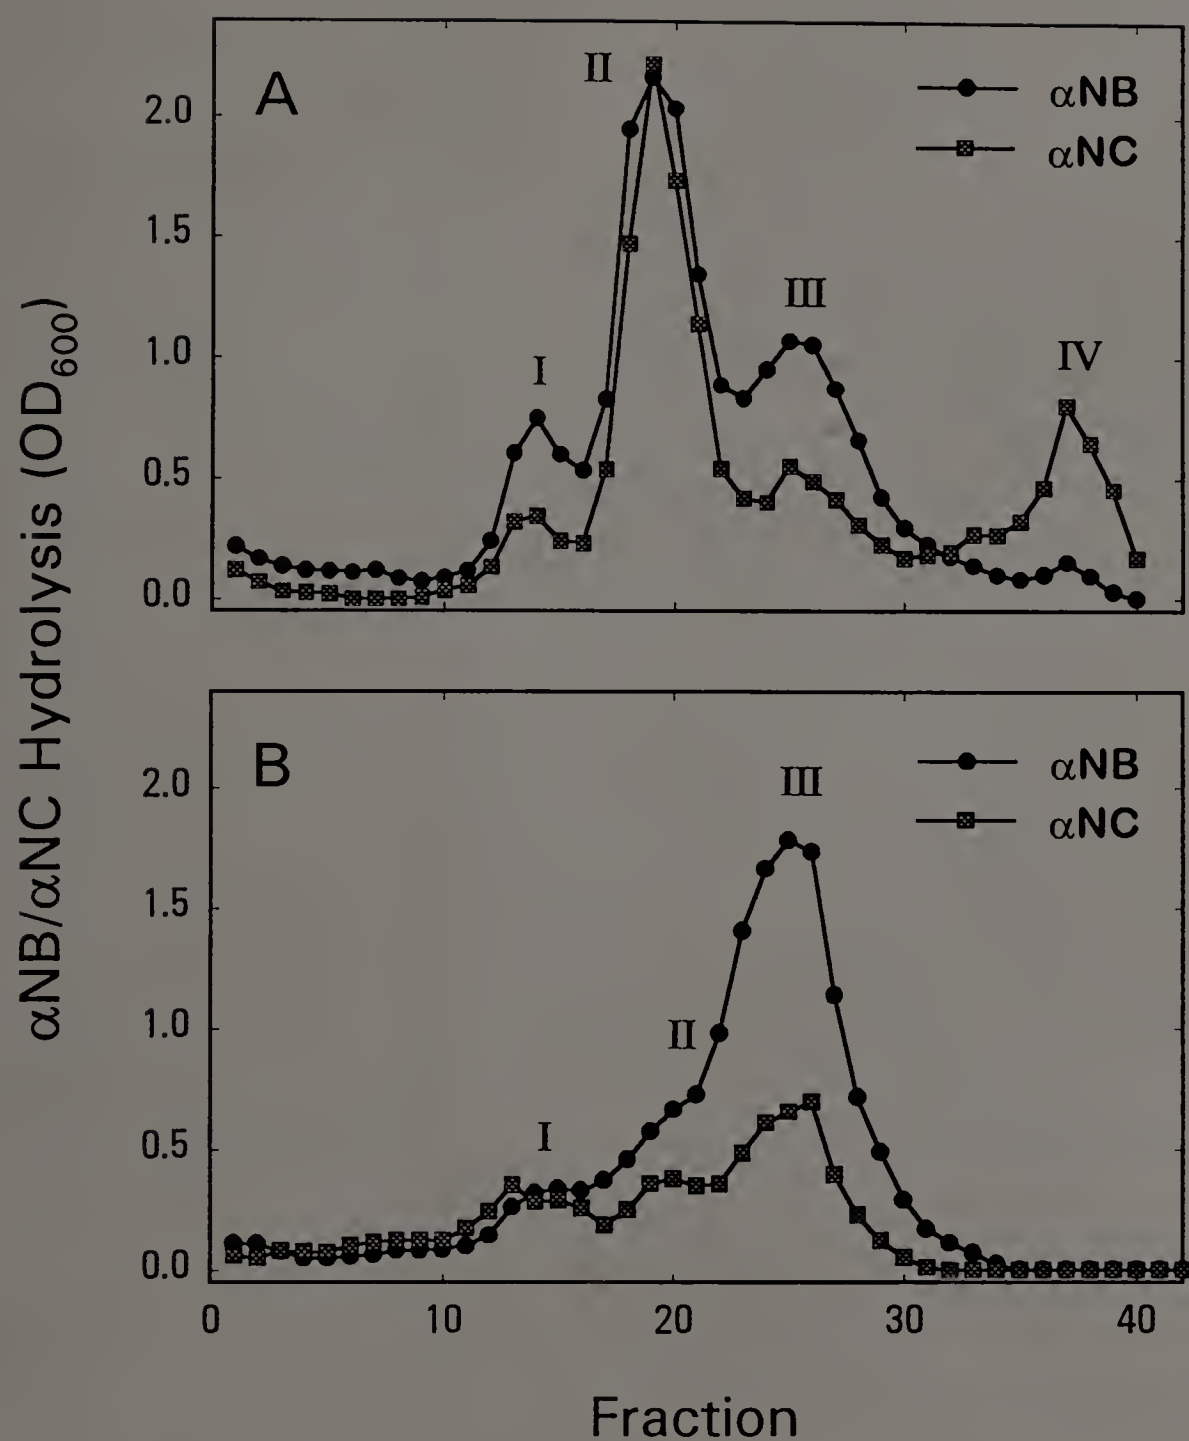 αNB/αNC Hydrolysis (OD600)
A
II
I
III
IV
αNB
αNC
2.0
1.5
1.0
0.5
0.0
B
III
II
I
αNB
αNC
2.0
1.5
1.0
0.5
0.0
0 10 20 30 40
Fraction